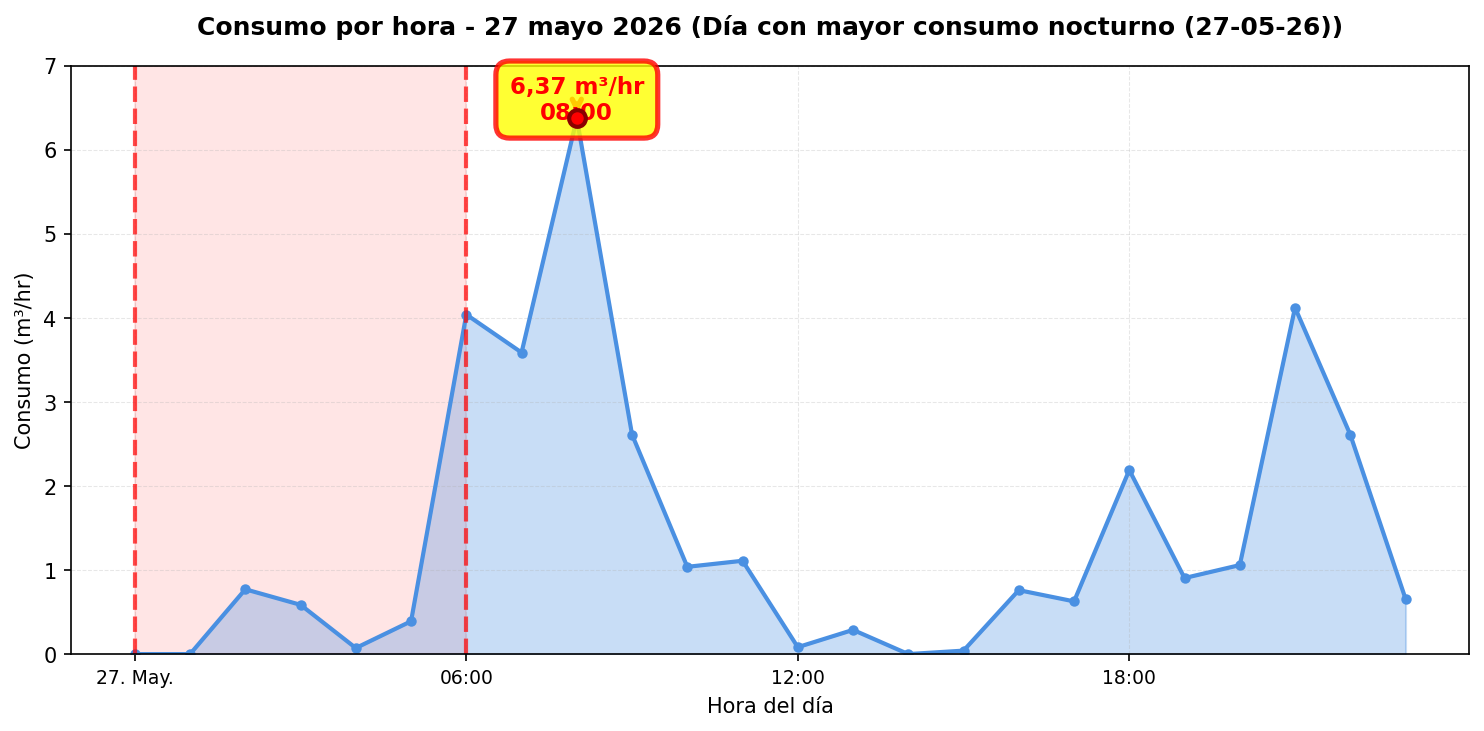 Consumo por hora - 27 mayo 2026 (Día con mayor consumo nocturno (27-05-26))
6,37 m³/hr
08:00
Consumo (m³/hr)
7
6
5
4
3
2
1
0
27. May.
06:00
12:00
18:00
Hora del día